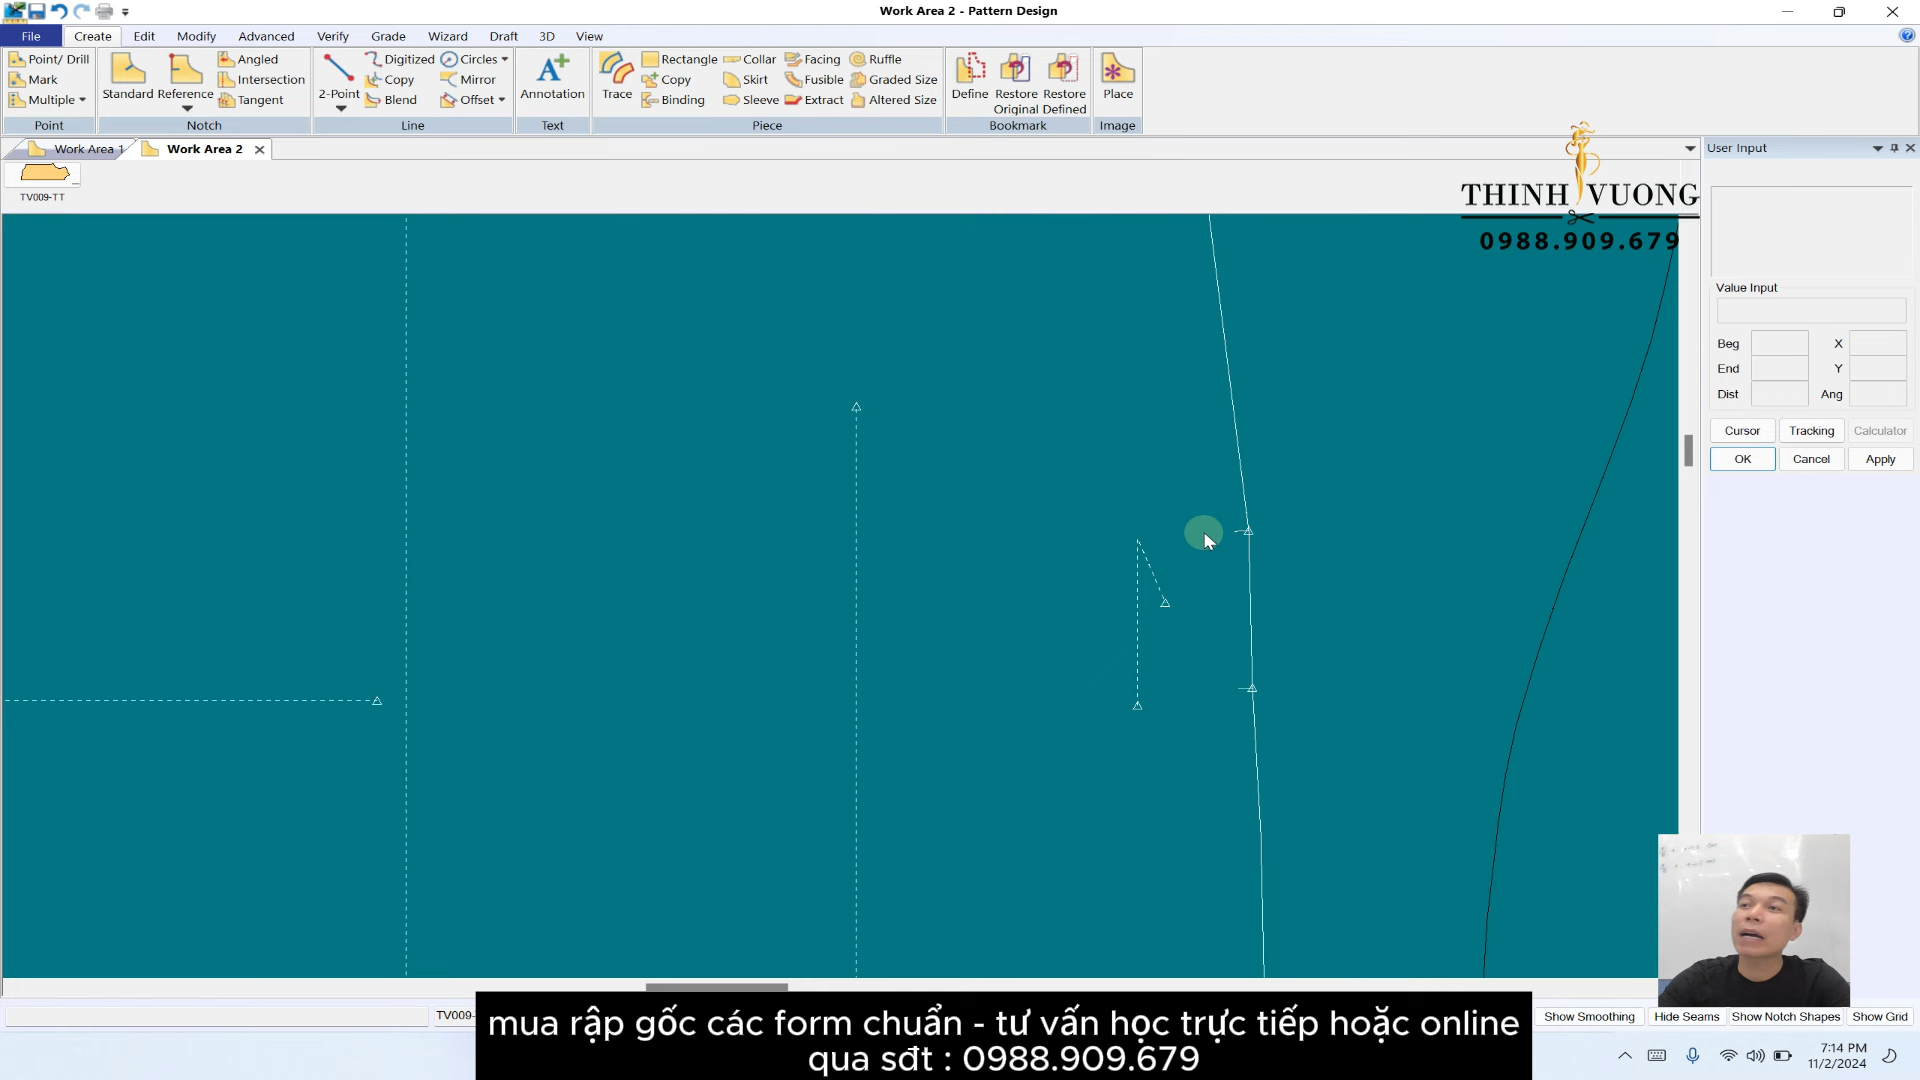 Work Area 2 - Pattern Design
File Create Edit Modify Advanced Verify Grade Wizard Draft 3D View
Point/ Drill Mark Multiple Point
Standard Reference Angled Intersection Tangent Notch
2-Point Digitized Copy Blend Circles Mirror Offset Line
Annotation Text
Trace Rectangle Copy Binding Collar Skirt Sleeve Facing Fusible Extract Ruffle Graded Size Altered Size Piece
Define Restore Original Restore Defined Bookmark
Place Image
Work Area 1 Work Area 2
User Input
TV009-TT
THINH VUONG
0988.909.679
Value Input
Beg X
End Y
Dist Ang
Cursor Tracking Calculator
OK Cancel Apply
TV009-
Show Smoothing Hide Seams Show Notch Shapes Show Grid
mua rập gốc các form chuẩn - tư vấn học trực tiếp hoặc online
qua sđt : 0988.909.679
7:14 PM
11/2/2024